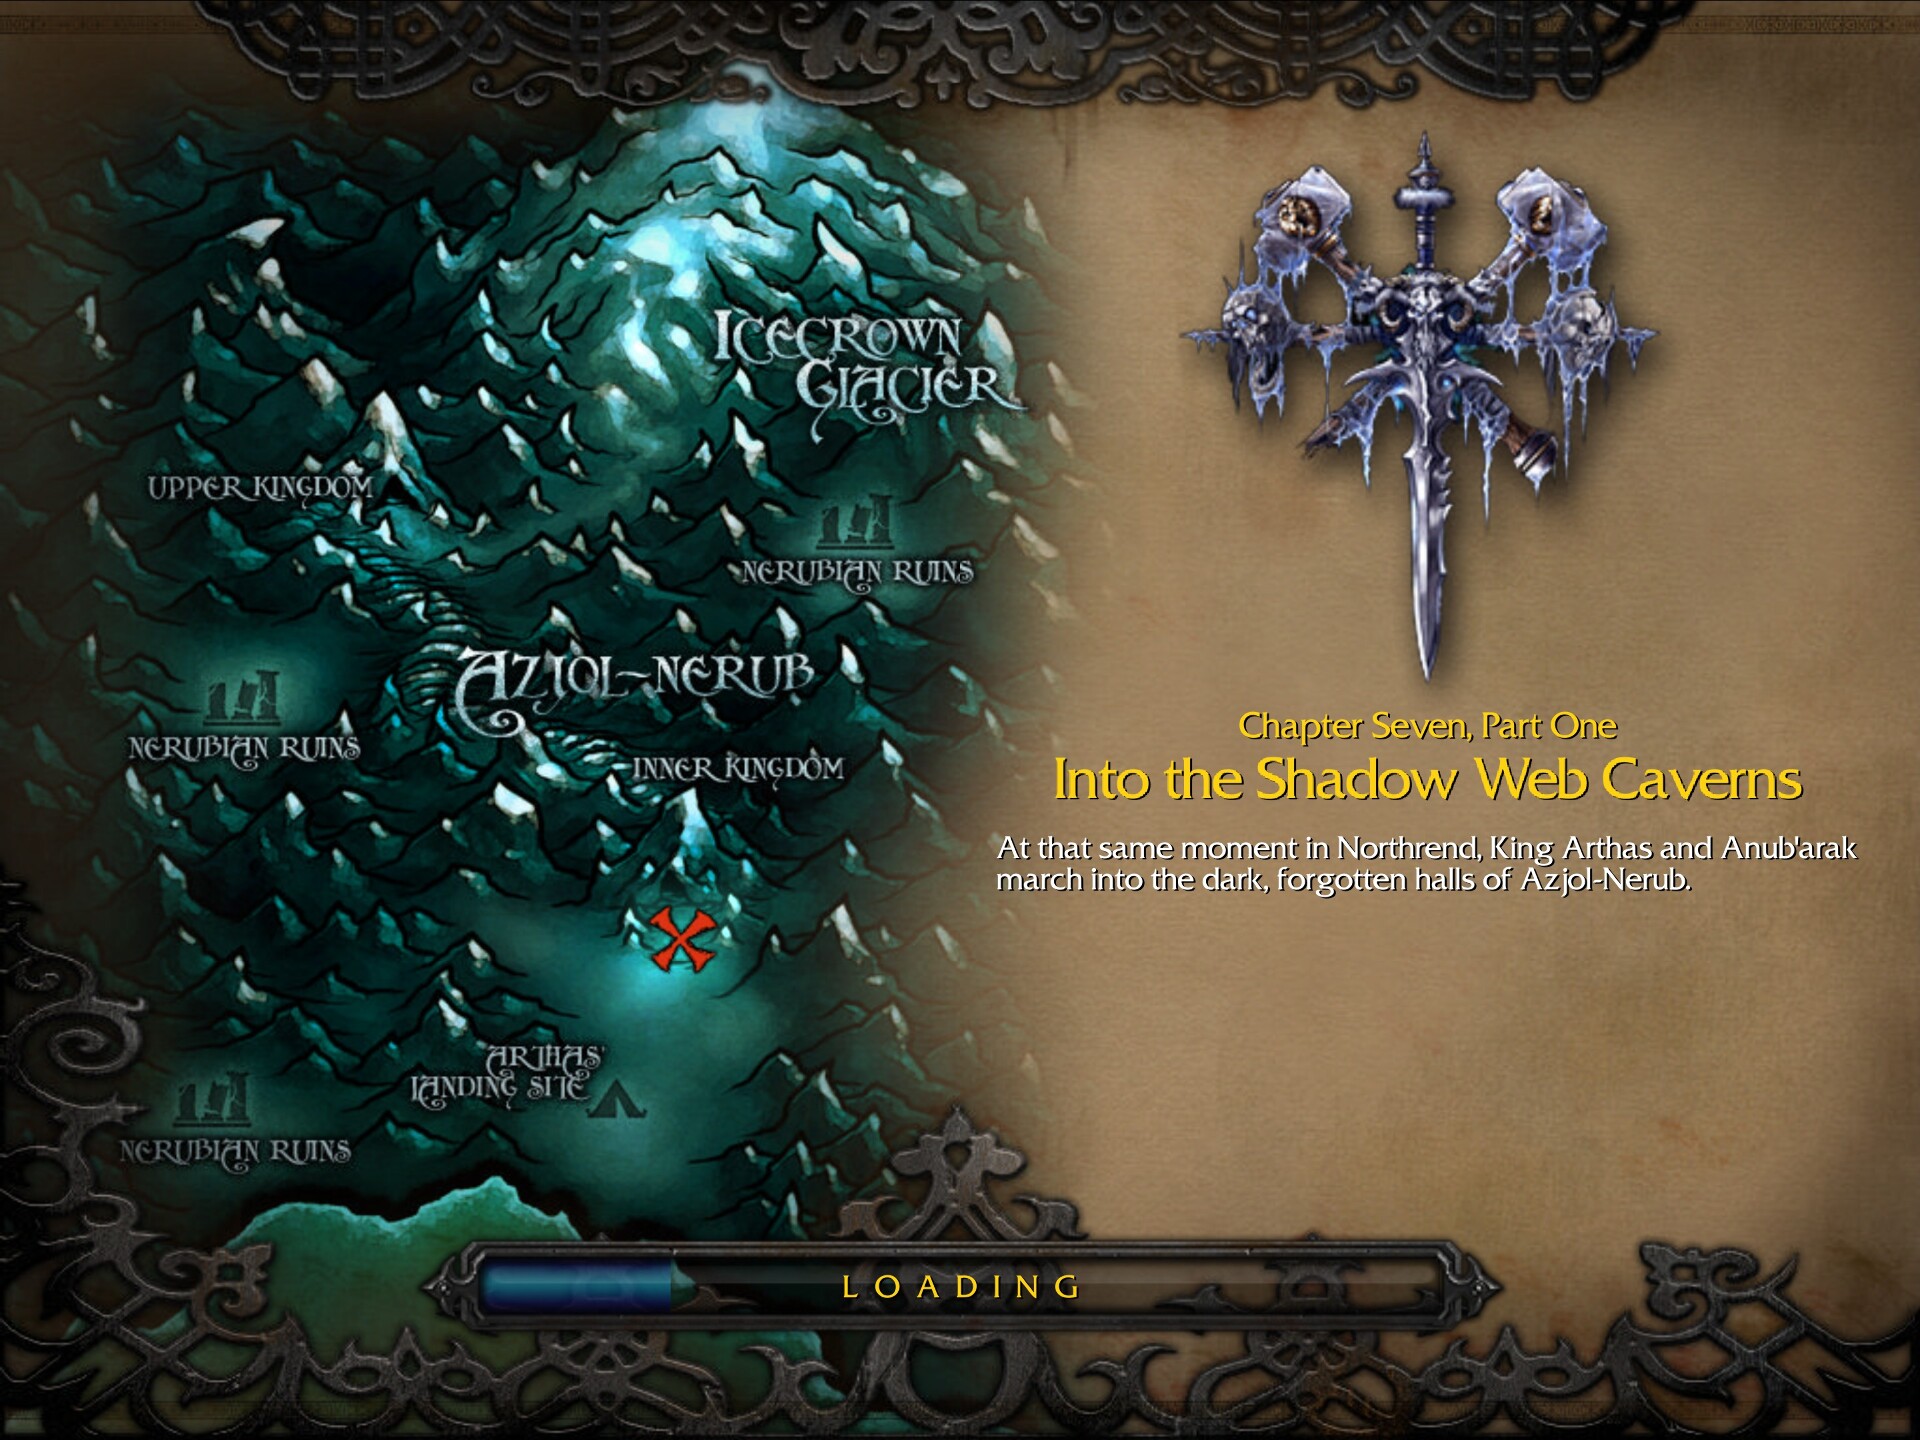 ICECROWN
GLACIER
UPPER KINGDOM
NERUBIAN RUINS
AZJOL-NERUB
NERUBIAN RUINS
INNER KINGDOM
ARTHAS'
LANDING SITE
NERUBIAN RUINS
Chapter Seven, Part One
Into the Shadow Web Caverns
At that same moment in Northrend, King Arthas and Anub'arak
march into the dark, forgotten halls of Azjol-Nerub.
LOADING